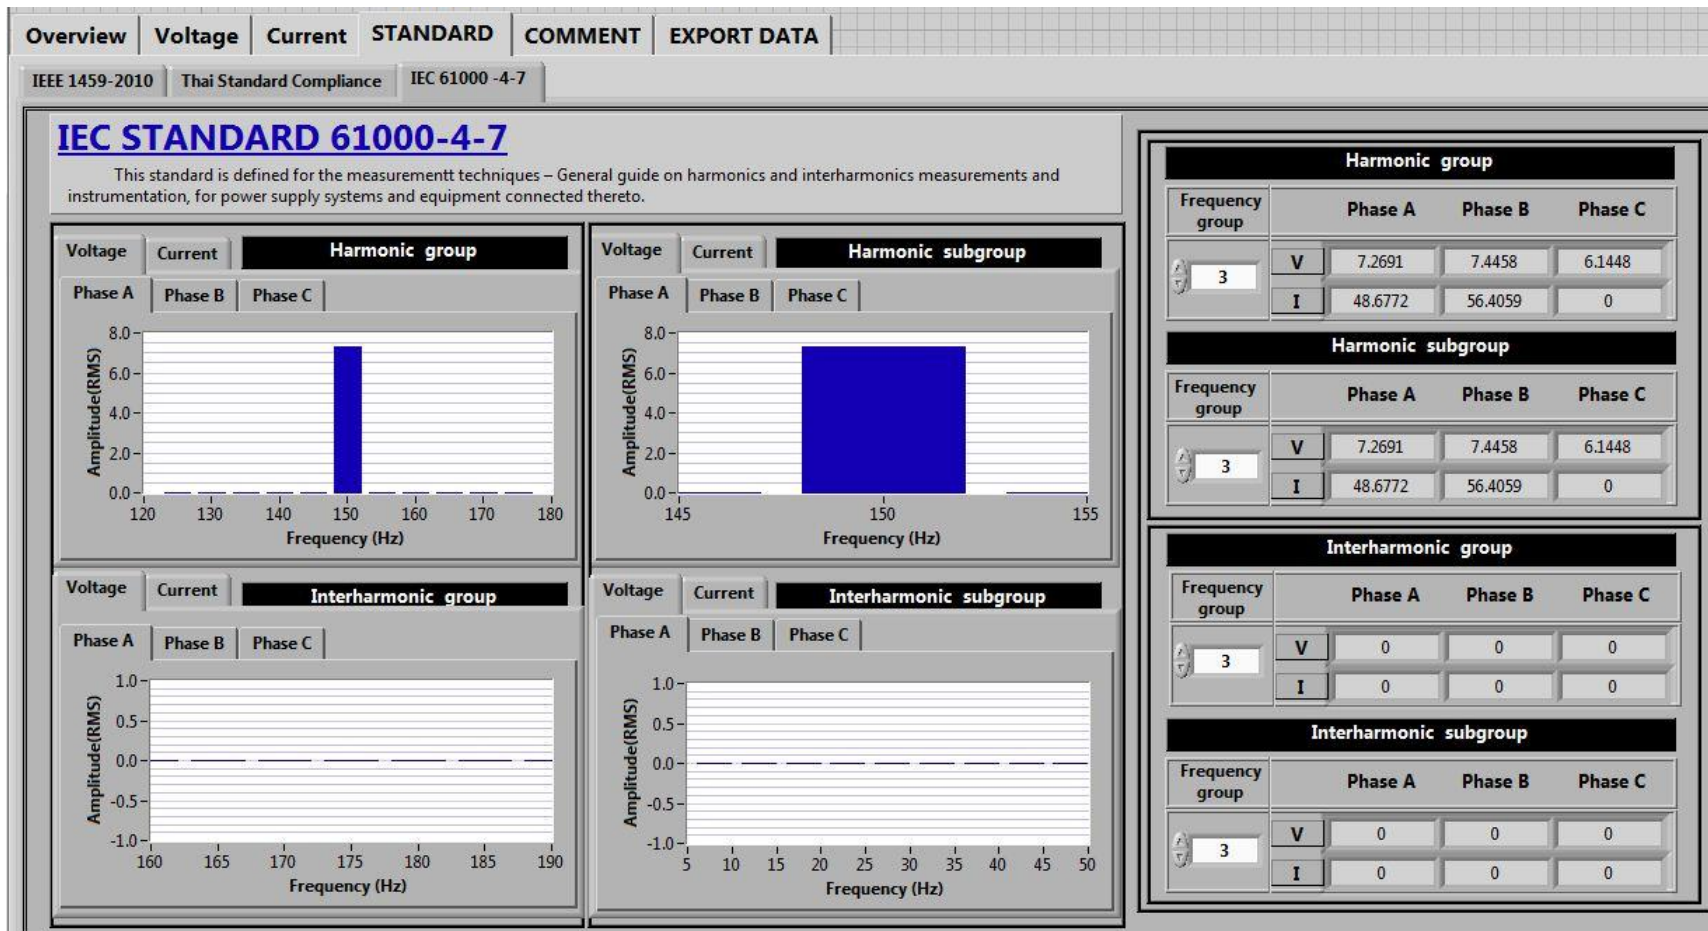 Overview Voltage Current STANDARD COMMENT EXPORT DATA
IEEE 1459-2010 Thai Standard Compliance IEC 61000 -4-7
IEC STANDARD 61000-4-7
This standard is defined for the measurementt techniques – General guide on harmonics and interharmonics measurements and
instrumentation, for power supply systems and equipment connected thereto.
Voltage Current Harmonic group
Phase A Phase B Phase C
8.0
6.0
4.0
2.0
0.0
Amplitude(RMS)
120 130 140 150 160 170 180
Frequency (Hz)
Voltage Current Harmonic subgroup
Phase A Phase B Phase C
8.0
6.0
4.0
2.0
0.0
Amplitude(RMS)
145 150 155
Frequency (Hz)
Voltage Current Interharmonic group
Phase A Phase B Phase C
1.0
0.5
0.0
-0.5
-1.0
Amplitude(RMS)
160 165 170 175 180 185 190
Frequency (Hz)
Voltage Current Interharmonic subgroup
Phase A Phase B Phase C
1.0
0.5
0.0
-0.5
-1.0
Amplitude(RMS)
5 10 15 20 25 30 35 40 45 50
Frequency (Hz)
Harmonic group
Frequency
group
Phase A Phase B Phase C
3
V 7.2691 7.4458 6.1448
I 48.6772 56.4059 0
Harmonic subgroup
Frequency
group
Phase A Phase B Phase C
3
V 7.2691 7.4458 6.1448
I 48.6772 56.4059 0
Interharmonic group
Frequency
group
Phase A Phase B Phase C
3
V 0 0 0
I 0 0 0
Interharmonic subgroup
Frequency
group
Phase A Phase B Phase C
3
V 0 0 0
I 0 0 0